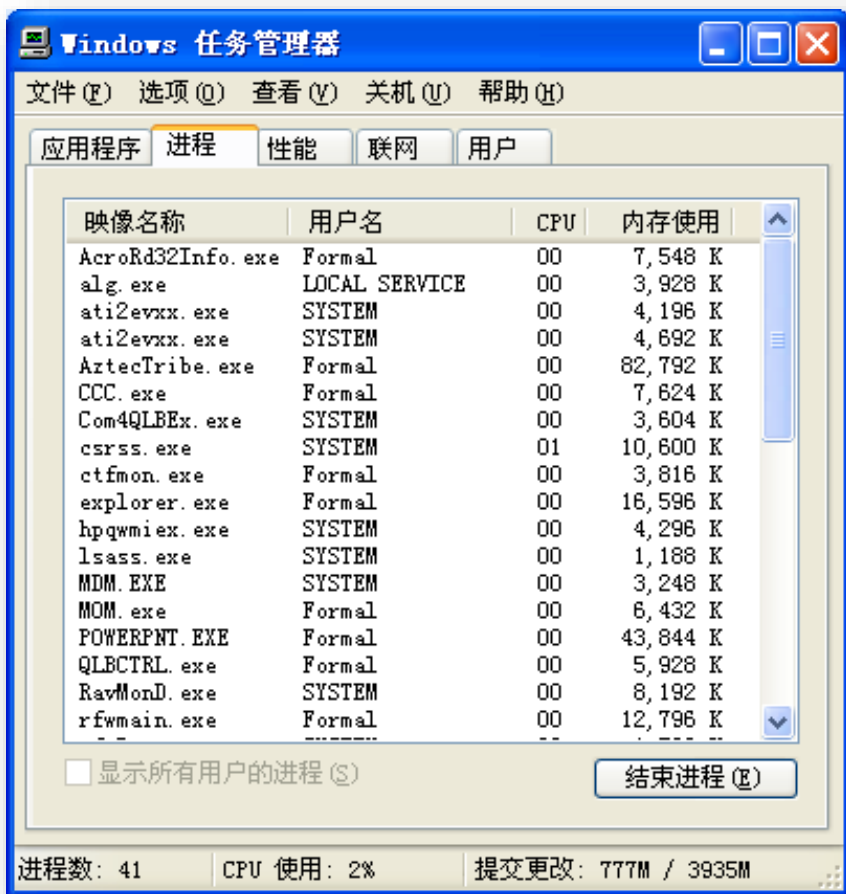 Windows 任务管理器
文件(F) 选项(O) 查看(V) 关机(U) 帮助(H)
应用程序 进程 性能 联网 用户
映像名称 用户名 CPU 内存使用
AcroRd32Info.exe Formal 00 7,548 K
alg.exe LOCAL SERVICE 00 3,928 K
ati2evxx.exe SYSTEM 00 4,196 K
ati2evxx.exe SYSTEM 00 4,692 K
AztecTribe.exe Formal 00 82,792 K
CCC.exe Formal 00 7,624 K
Com4QLBEx.exe SYSTEM 00 3,604 K
csrss.exe SYSTEM 01 10,600 K
ctfmon.exe Formal 00 3,816 K
explorer.exe Formal 00 16,596 K
hpqwmiex.exe SYSTEM 00 4,296 K
lsass.exe SYSTEM 00 1,188 K
MDM.EXE SYSTEM 00 3,248 K
MOM.exe Formal 00 6,432 K
POWERPNT.EXE Formal 00 43,844 K
QLBCTRL.exe Formal 00 5,928 K
RavMonD.exe SYSTEM 00 8,192 K
rfwmain.exe Formal 00 12,796 K
显示所有用户的进程(S) 结束进程(E)
进程数: 41 CPU 使用: 2% 提交更改: 777M / 3935M